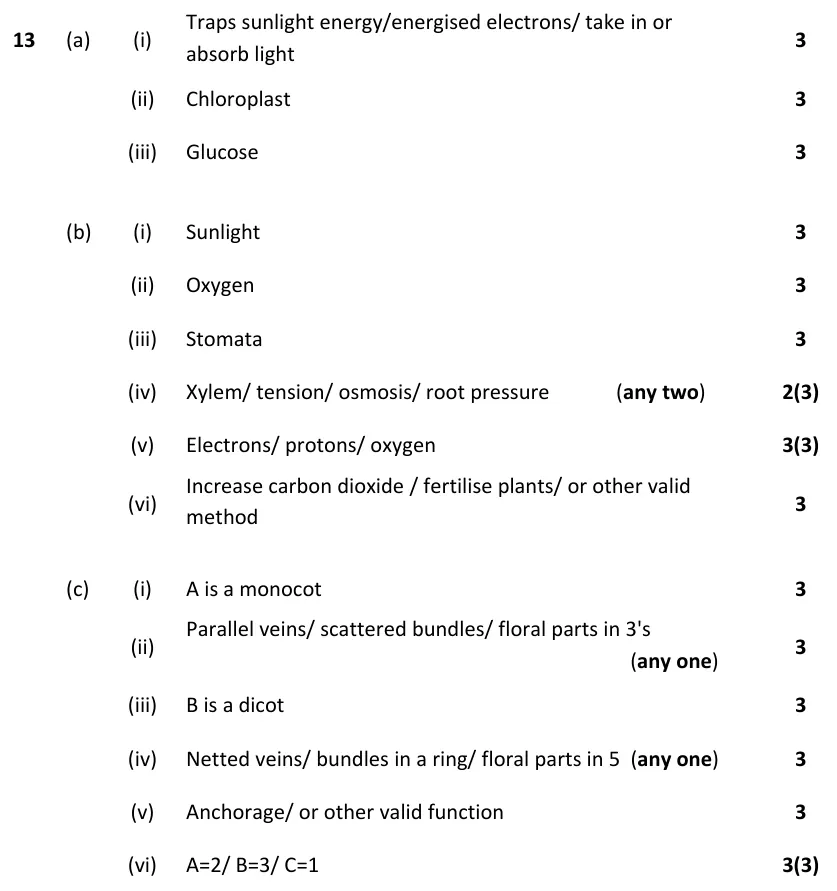 13 (a) (i) Traps sunlight energy/energised electrons/ take in or
absorb light 3
(ii) Chloroplast 3
(iii) Glucose 3
(b) (i) Sunlight 3
(ii) Oxygen 3
(iii) Stomata 3
(iv) Xylem/ tension/ osmosis/ root pressure (any two) 2(3)
(v) Electrons/ protons/ oxygen 3(3)
(vi) Increase carbon dioxide / fertilise plants/ or other valid
method 3
(c) (i) A is a monocot 3
(ii) Parallel veins/ scattered bundles/ floral parts in 3's
(any one) 3
(iii) B is a dicot 3
(iv) Netted veins/ bundles in a ring/ floral parts in 5 (any one) 3
(v) Anchorage/ or other valid function 3
(vi) A=2/ B=3/ C=1 3(3)